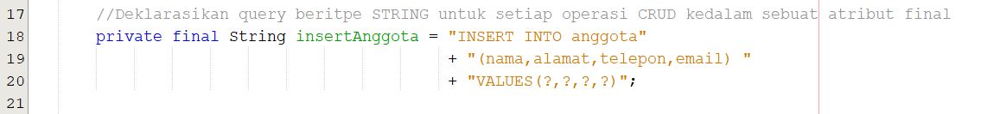 17 //Deklarasikan query beritpe STRING untuk setiap operasi CRUD kedalam sebuat atribut final
18 private final String insertAnggota = "INSERT INTO anggota"
19 + "(nama,alamat,telepon,email) "
20 + "VALUES(?,?,?,?)";
21